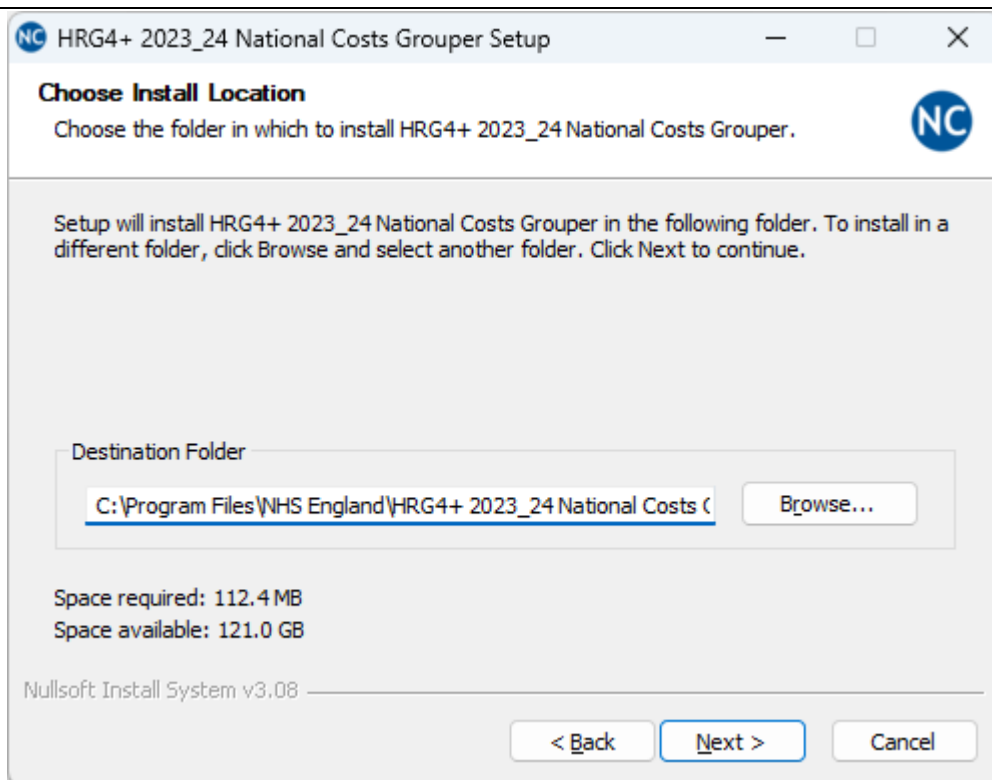 NC HRG4+ 2023_24 National Costs Grouper Setup
Choose Install Location
Choose the folder in which to install HRG4+ 2023_24 National Costs Grouper.
NC
Setup will install HRG4+ 2023_24 National Costs Grouper in the following folder. To install in a
different folder, click Browse and select another folder. Click Next to continue.
Destination Folder
C:\Program Files\NHS England\HRG4+ 2023_24 National Costs
Browse...
Space required: 112.4 MB
Space available: 121.0 GB
Nullsoft Install System v3.08
< Back
Next >
Cancel